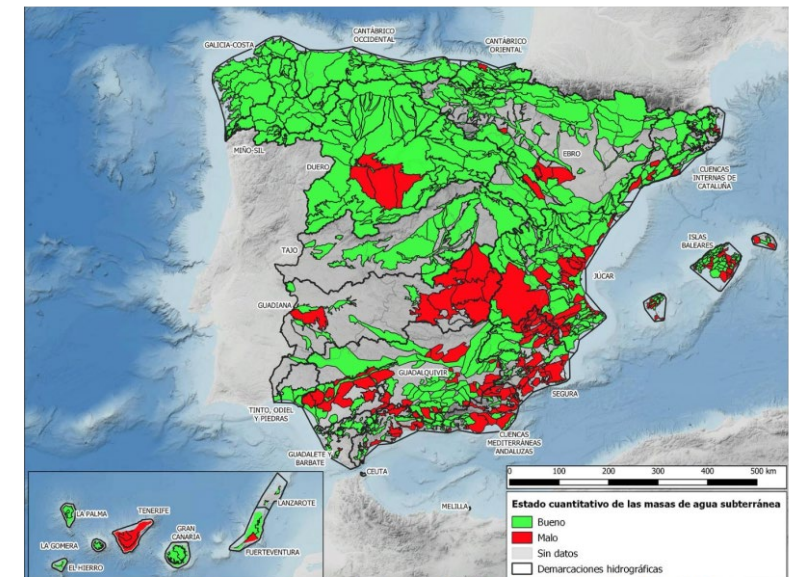 CANTÁBRICO
OCCIDENTAL
CANTÁBRICO
ORIENTAL
GALICIA-COSTA
MIÑO-SIL
DUERO
EBRO
CUENCAS
INTERNAS DE
CATALUÑA
TAJO
ISLAS
BALEARES
JÚCAR
GUADIANA
GUADALQUIVIR
SEGURA
TINTO, ODIEL
Y PIEDRAS
CUENCAS
MEDITERRÁNEAS
ANDALUZAS
GUADALETE Y
BARBATE
CEUTA
MELILLA
LANZAROTE
LA PALMA
TENERIFE
GRAN
CANARIA
LA GOMERA
FUERTEVENTURA
EL HIERRO
0 100 200 300 400 500 km
Estado cuantitativo de las masas de agua subterránea
Bueno
Malo
Sin datos
Demarcaciones hidrográficas